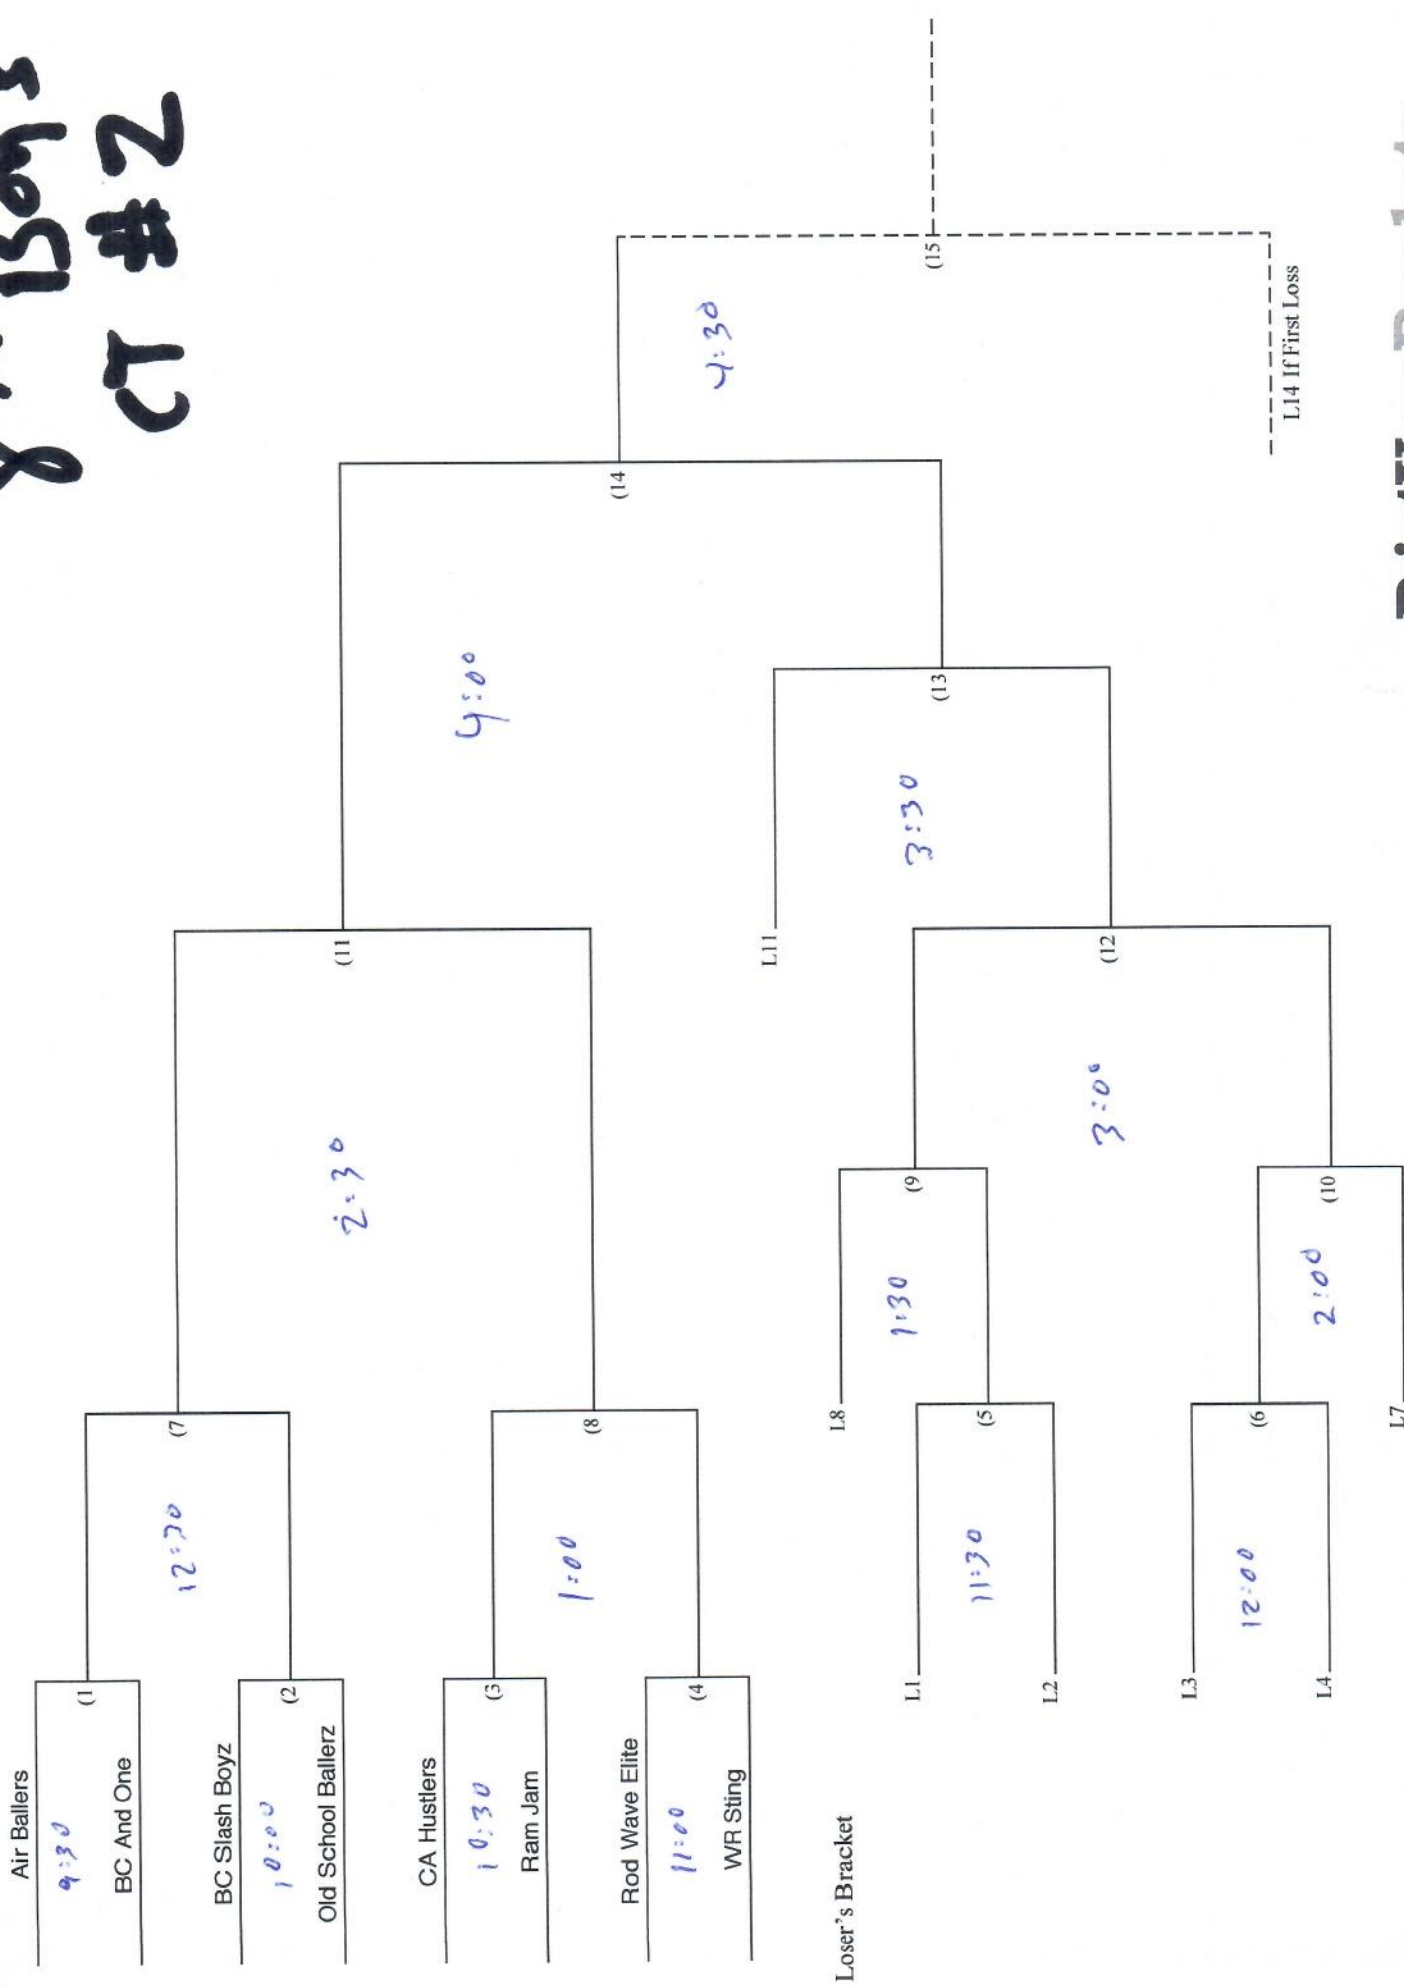 Boys
CT #2
Air Ballers
9:30
(1
BC And One
12:30
(7
BC Slash Boyz
10:00
(2
Old School Ballerz
2:30
(11
CA Hustlers
10:30
(3
Ram Jam
1:00
(8
Rod Wave Elite
11:00
(4
WR Sting
4:00
(14
4:30
(15
Loser's Bracket
L1
11:30
(5
L2
L8
1:30
(9
L3
12:00
(6
L4
2:00
(10
L7
3:00
(12
L11
3:30
(13
L14 If First Loss